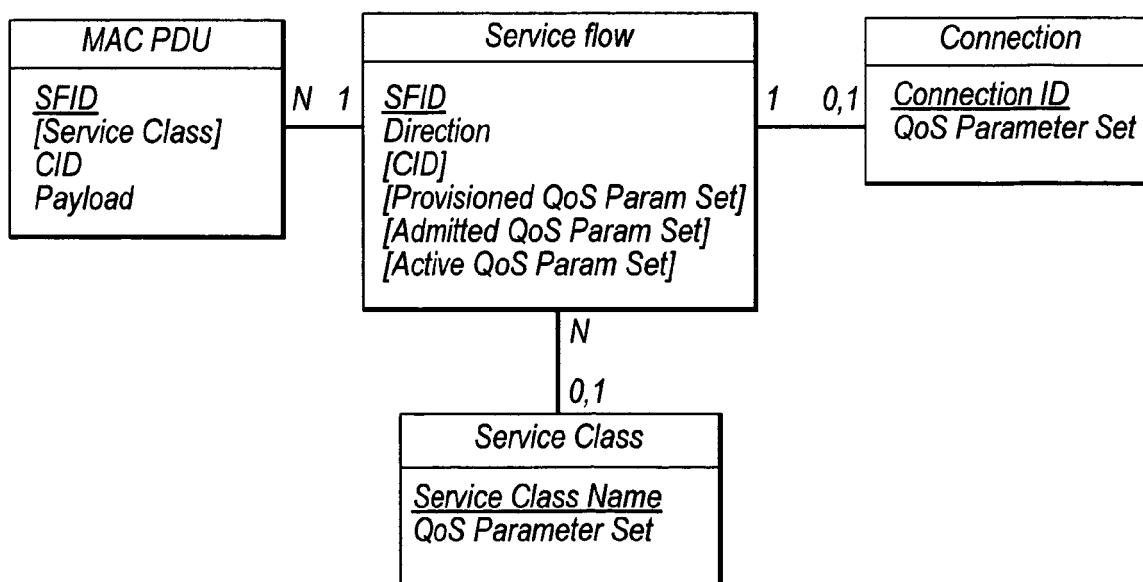 MAC PDU
SFID
[Service Class]
CID
Payload
N 1
Service flow
SFID
Direction
[CID]
[Provisioned QoS Param Set]
[Admitted QoS Param Set]
[Active QoS Param Set]
1 0,1
Connection
Connection ID
QoS Parameter Set
N
0,1
Service Class
Service Class Name
QoS Parameter Set